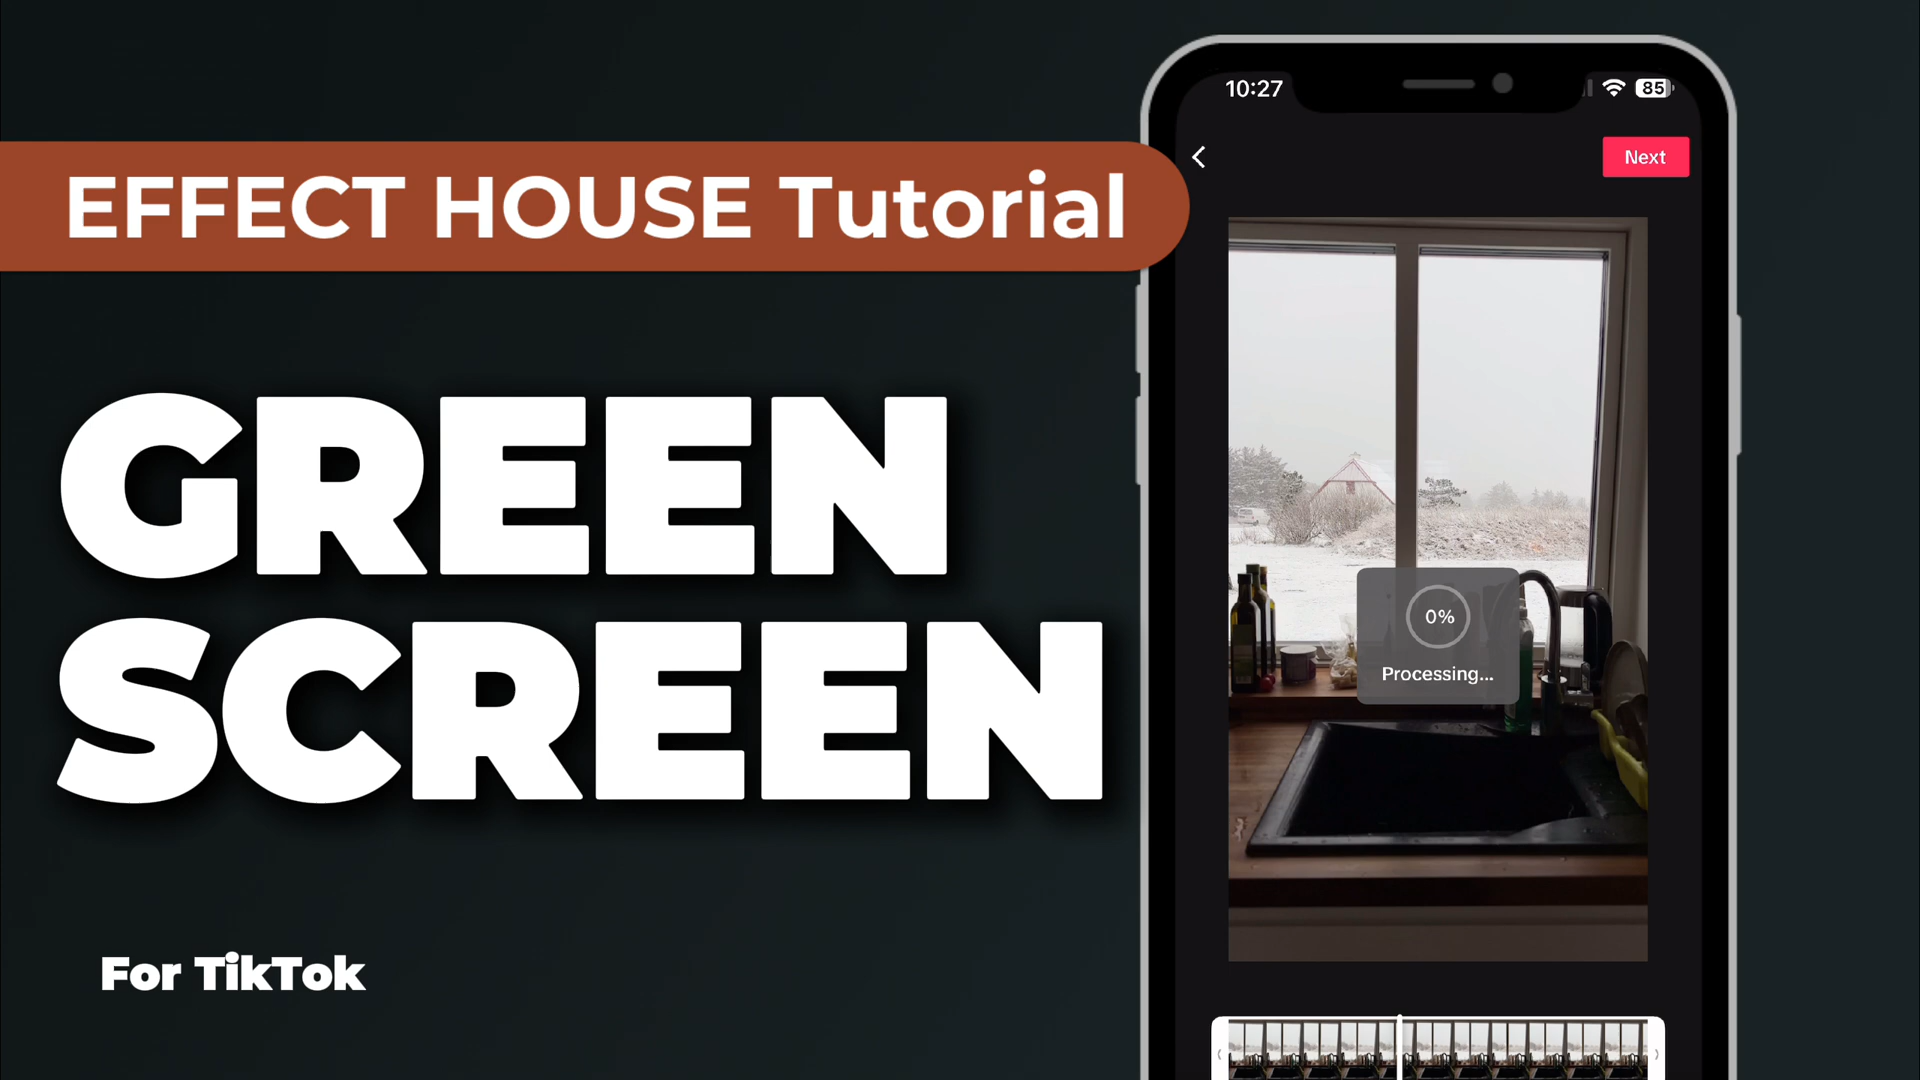 EFFECT HOUSE Tutorial
GREEN
SCREEN
For TikTok
10:27
85
Next
0%
Processing...